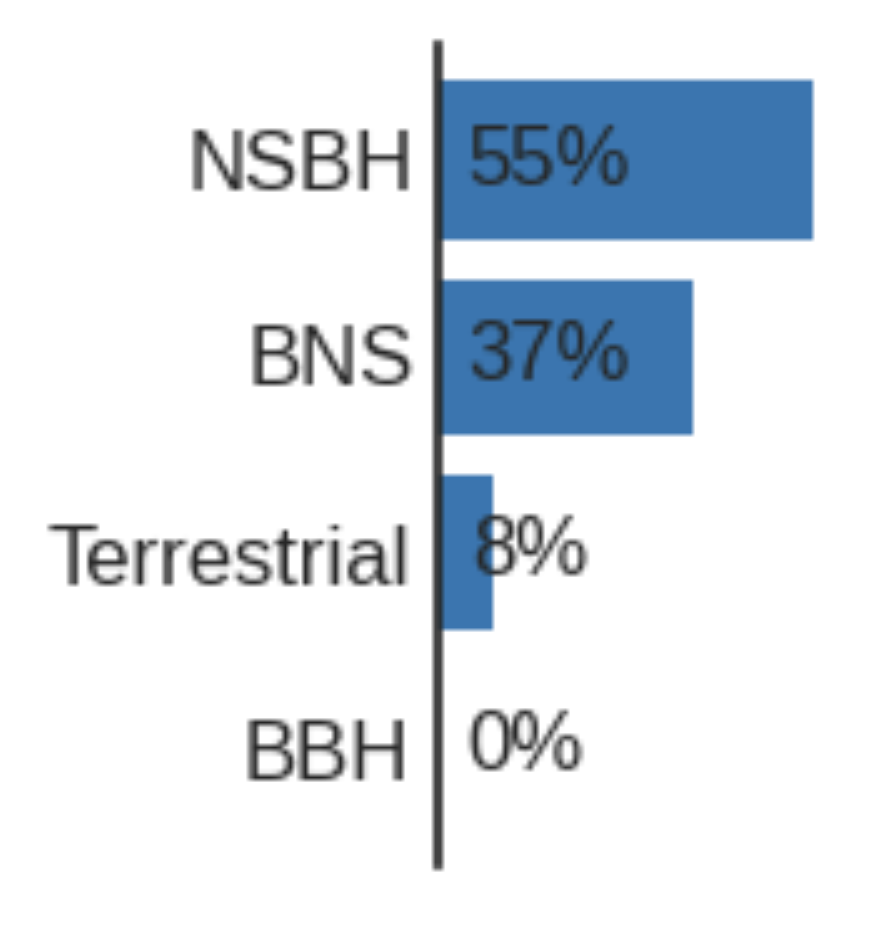 NSBH 55%
BNS 37%
Terrestrial 8%
BBH 0%